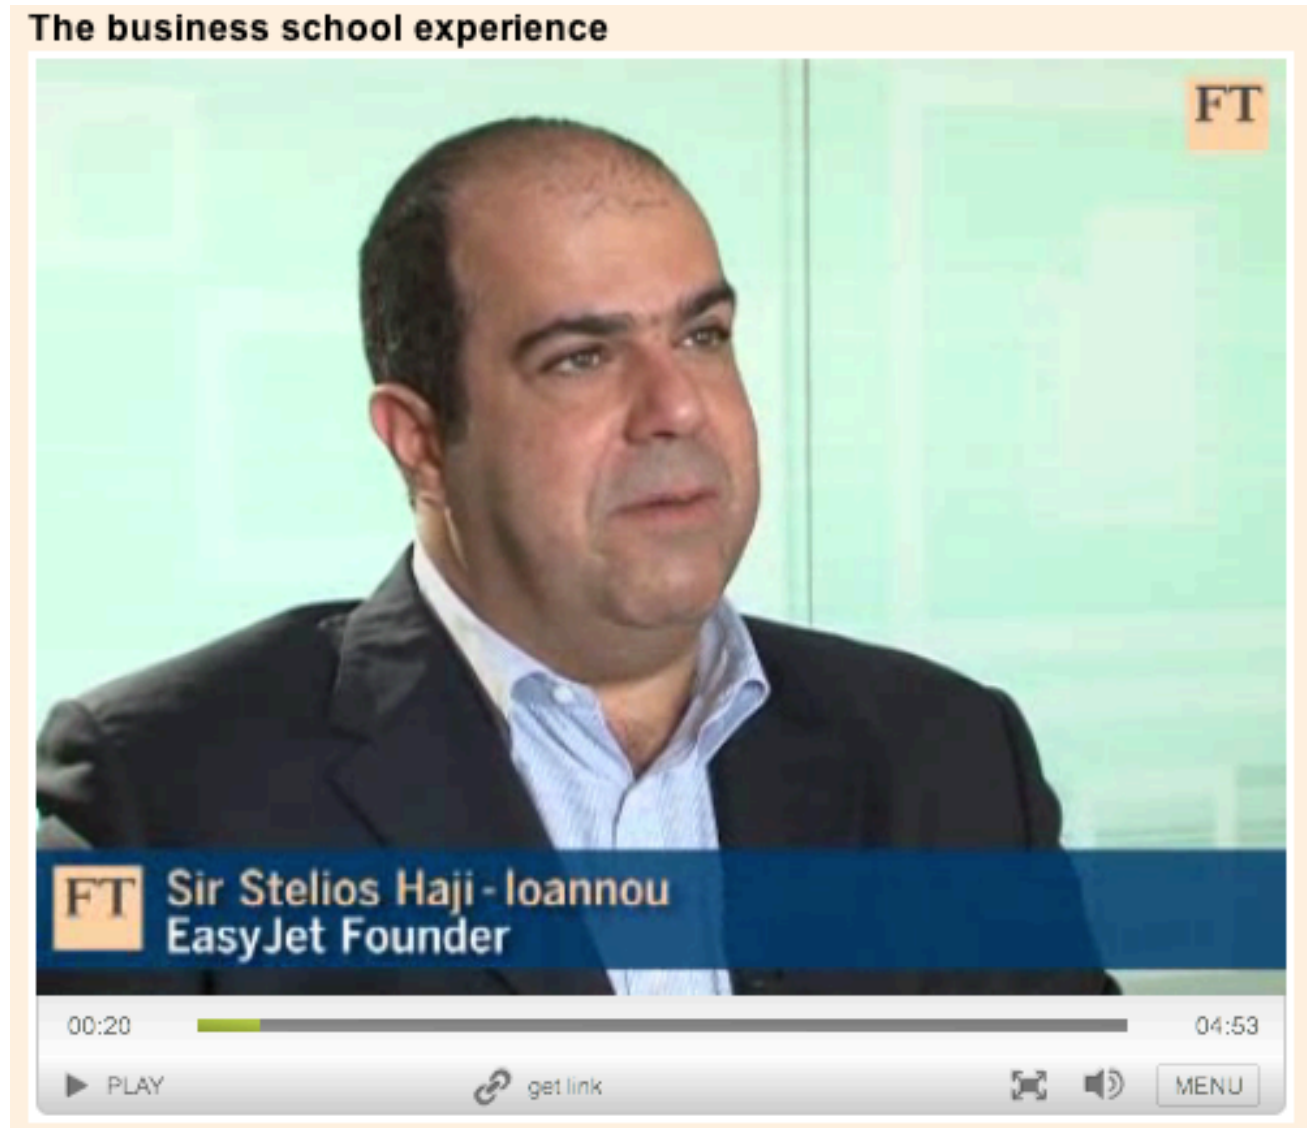 The business school experience
FT
FT
Sir Stelios Haji-Ioannou
EasyJet Founder
00:20
04:53
PLAY
get link
MENU